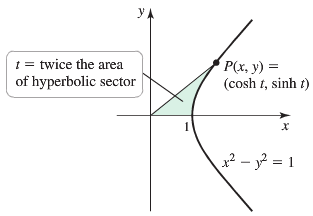 y
t = twice the area
of hyperbolic sector
P(x, y) =
(cosh t, sinh t)
1
x
x² − y² = 1